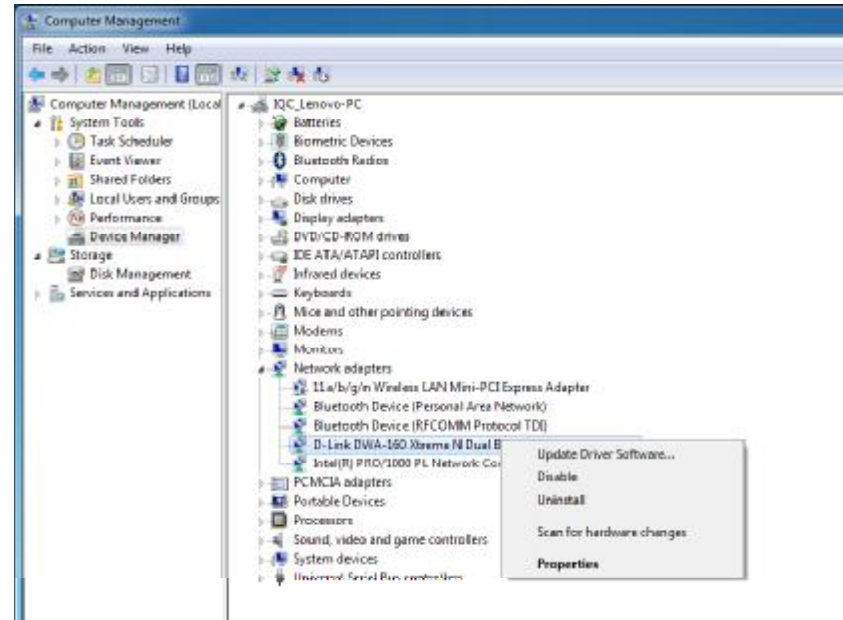 Computer Management
File Action View Help
Computer Management (Local
System Tools
Task Scheduler
Event Viewer
Shared Folders
Local Users and Groups
Performance
Device Manager
Storage
Disk Management
Services and Applications
IQC_Lenovo-PC
Batteries
Biometric Devices
Bluetooth Radios
Computer
Disk drives
Display adapters
DVD/CD-ROM drives
IDE ATA/ATAPI controllers
Infrared devices
Keyboards
Mice and other pointing devices
Modems
Monitors
Network adapters
11a/b/g/n Wireless LAN Mini-PCI Express Adapter
Bluetooth Device (Personal Area Network)
Bluetooth Device (RFCOMM Protocol TDI)
D-Link DWA-160 Xtreme N Dual B
Intel(R) PRO/1000 PL Network Co
PCMCIA adapters
Portable Devices
Processors
Sound, video and game controllers
System devices
Universal Serial Bus controllers
Update Driver Software...
Disable
Uninstall
Scan for hardware changes
Properties